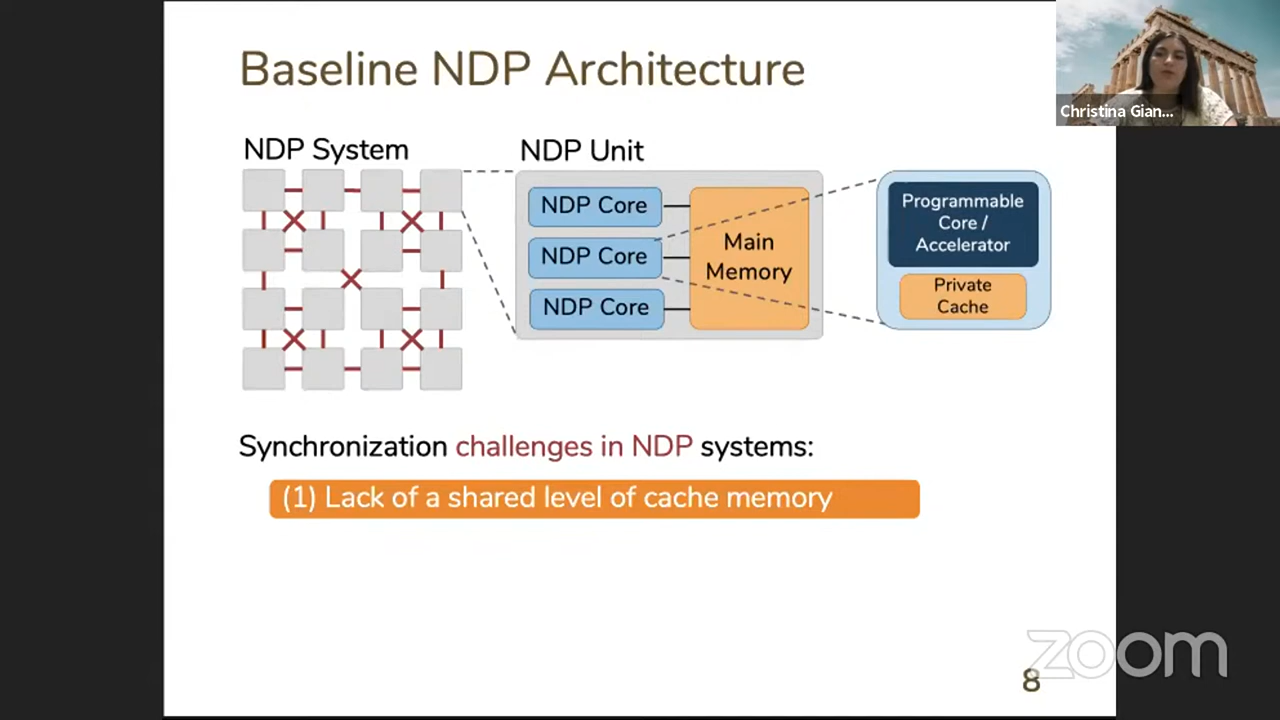 Baseline NDP Architecture
Christina Gian...
NDP System
NDP Unit
NDP Core
NDP Core
NDP Core
Main
Memory
Programmable
Core /
Accelerator
Private
Cache
Synchronization challenges in NDP systems:
(1) Lack of a shared level of cache memory
zoom
8